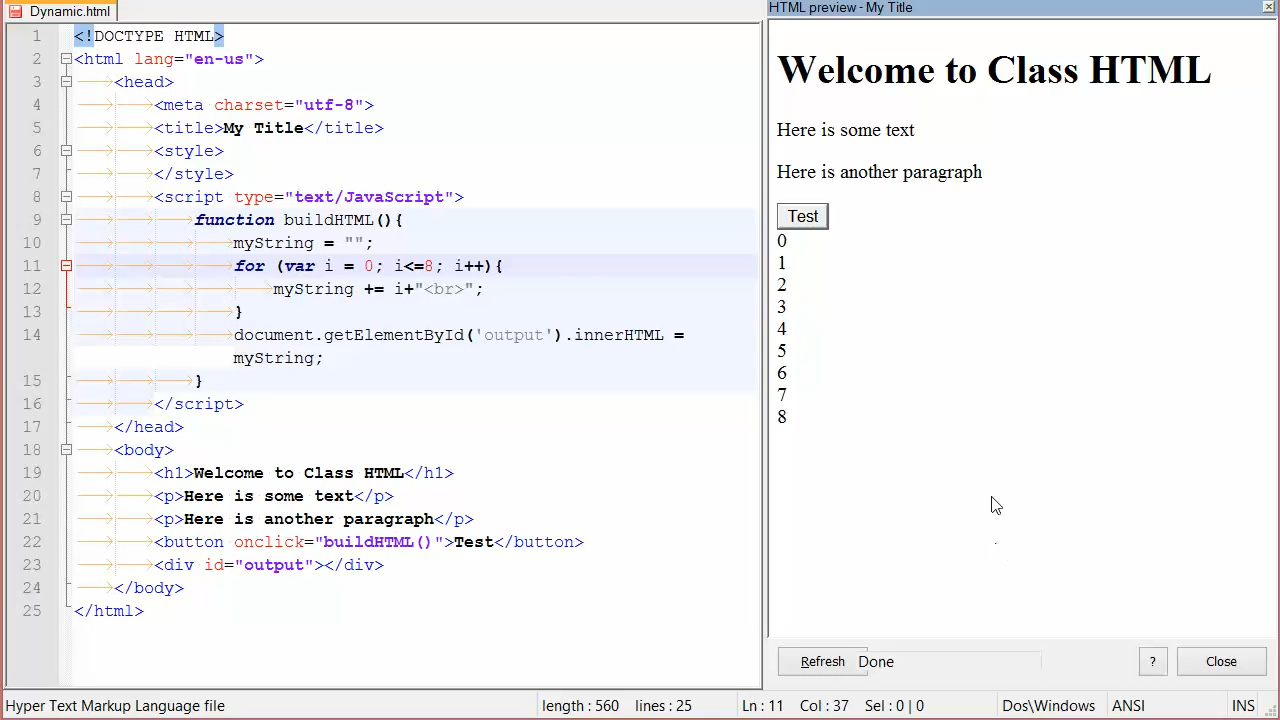 Dynamic.html
1 <!DOCTYPE HTML>
2 <html lang="en-us">
3 <head>
4 <meta charset="utf-8">
5 <title>My Title</title>
6 <style>
7 </style>
8 <script type="text/JavaScript">
9 function buildHTML(){
10 myString = "";
11 for (var i = 0; i<=8; i++){
12 myString += i+"<br>";
13 }
14 document.getElementById('output').innerHTML =
myString;
15 }
16 </script>
17 </head>
18 <body>
19 <h1>Welcome to Class HTML</h1>
20 <p>Here is some text</p>
21 <p>Here is another paragraph</p>
22 <button onclick="buildHTML()">Test</button>
23 <div id="output"></div>
24 </body>
25 </html>
HTML preview - My Title
Welcome to Class HTML
Here is some text
Here is another paragraph
Test
0
1
2
3
4
5
6
7
8
Refresh Done ? Close
Hyper Text Markup Language file length : 560 lines : 25 Ln : 11 Col : 37 Sel : 0 | 0 Dos\Windows ANSI INS